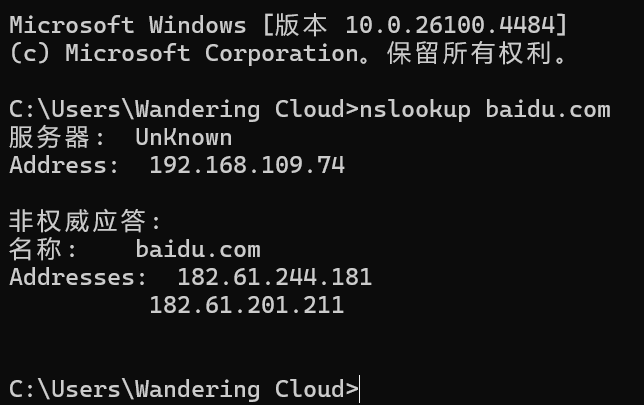 Microsoft Windows [版本 10.0.26100.4484]
(c) Microsoft Corporation。保留所有权利。
C:\Users\Wandering Cloud>nslookup baidu.com
服务器:  UnKnown
Address:  192.168.109.74
非权威应答:
名称:    baidu.com
Addresses:  182.61.244.181
          182.61.201.211
C:\Users\Wandering Cloud>